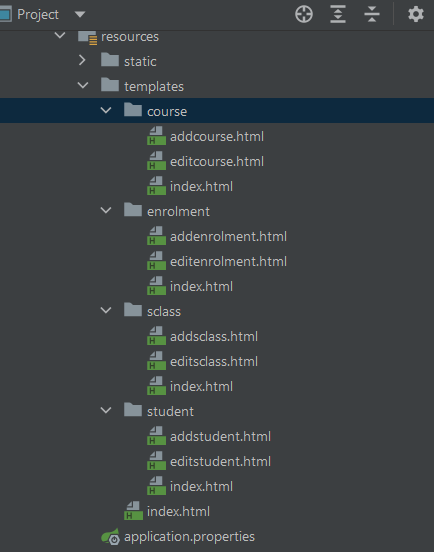 Project
resources
static
templates
course
addcourse.html
editcourse.html
index.html
enrolment
addenrolment.html
editenrolment.html
index.html
sclass
addsclass.html
editsclass.html
index.html
student
addstudent.html
editstudent.html
index.html
index.html
application.properties